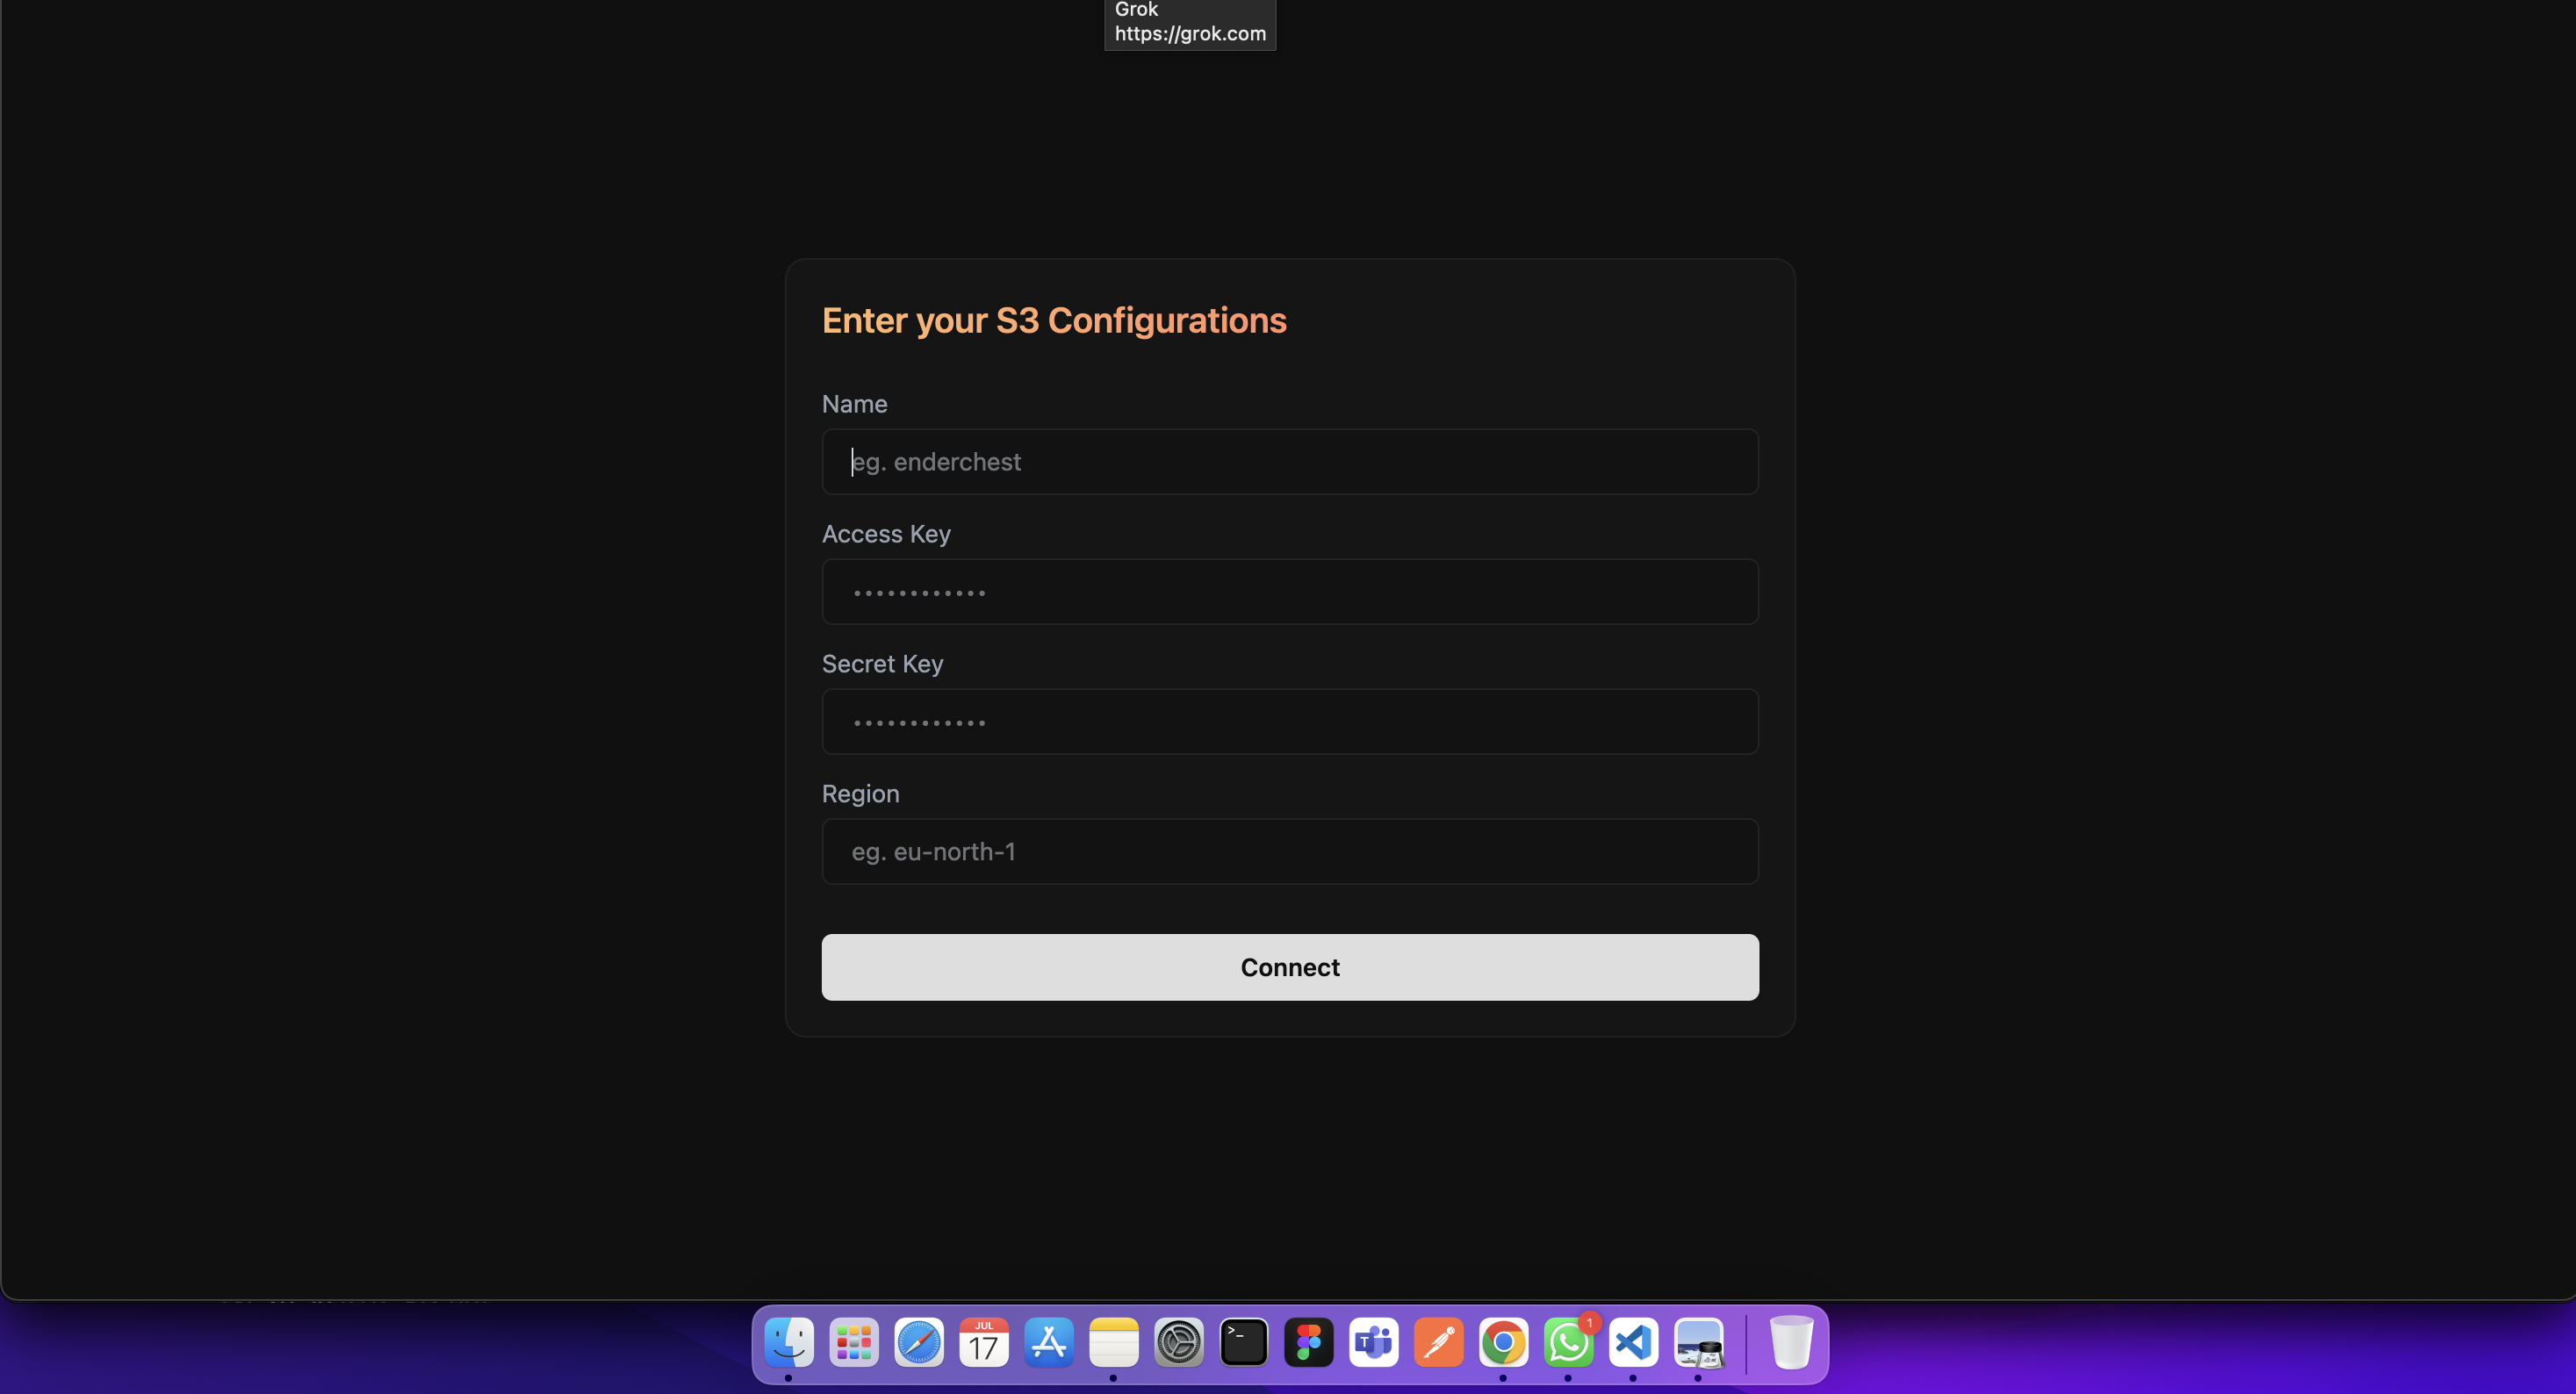 Grok
https://grok.com
Enter your S3 Configurations
Name
eg. enderchest
Access Key
••••••••••••
Secret Key
••••••••••••
Region
eg. eu-north-1
Connect
JUL
17
>_
T
1